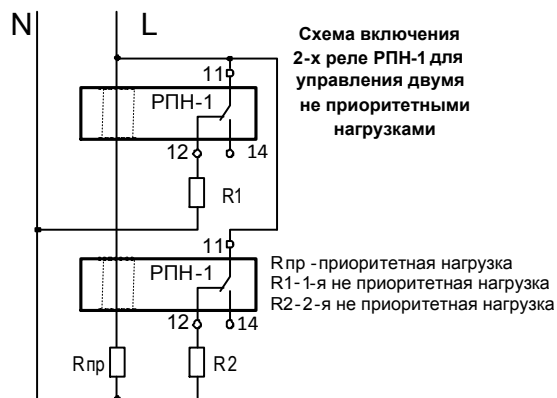 N
L
Схема включения
2-х реле РПН-1 для
управления двумя
не приоритетными
нагрузками
11
РПН-1
12
14
R1
11
РПН-1
12
14
Rпр -приоритетная нагрузка
R1-1-я не приоритетная нагрузка
R2-2-я не приоритетная нагрузка
Rпр
R2